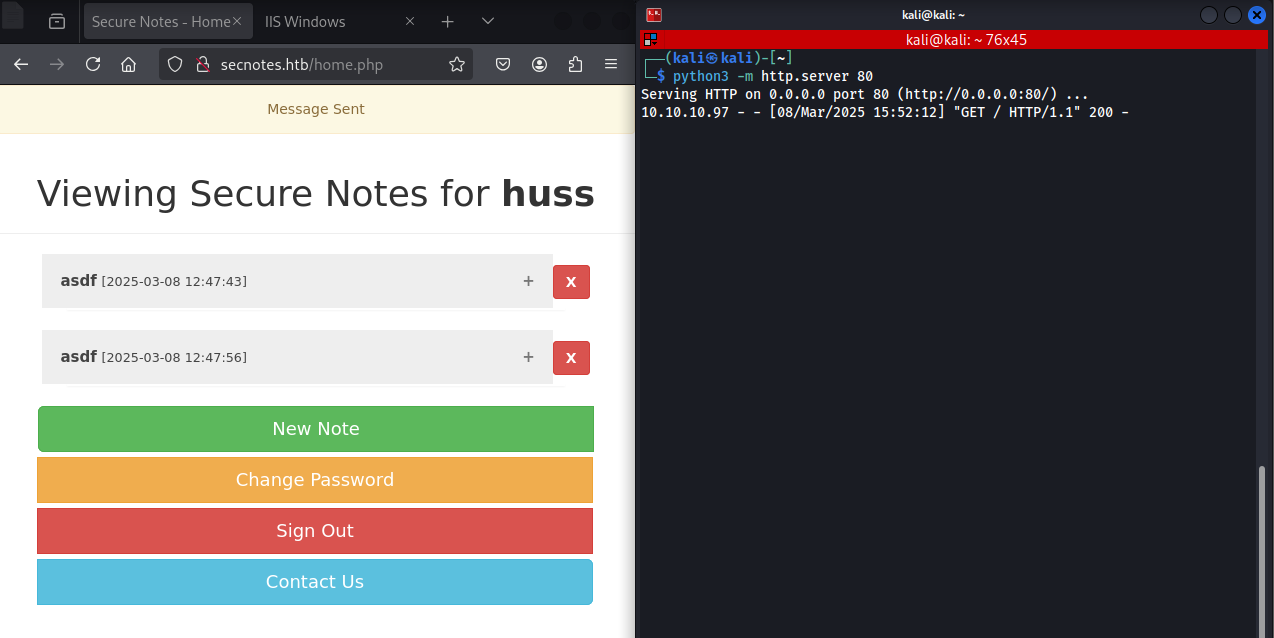 Secure Notes - Home ×
IIS Windows ×
secnotes.htb/home.php
Message Sent
Viewing Secure Notes for huss
asdf [2025-03-08 12:47:43] + X
asdf [2025-03-08 12:47:56] + X
New Note
Change Password
Sign Out
Contact Us
kali@kali: ~
kali@kali: ~ 76x45
┌──(kali㉿kali)-[~]
└─$ python3 -m http.server 80
Serving HTTP on 0.0.0.0 port 80 (http://0.0.0.0:80/) ...
10.10.10.97 - - [08/Mar/2025 15:52:12] "GET / HTTP/1.1" 200 -